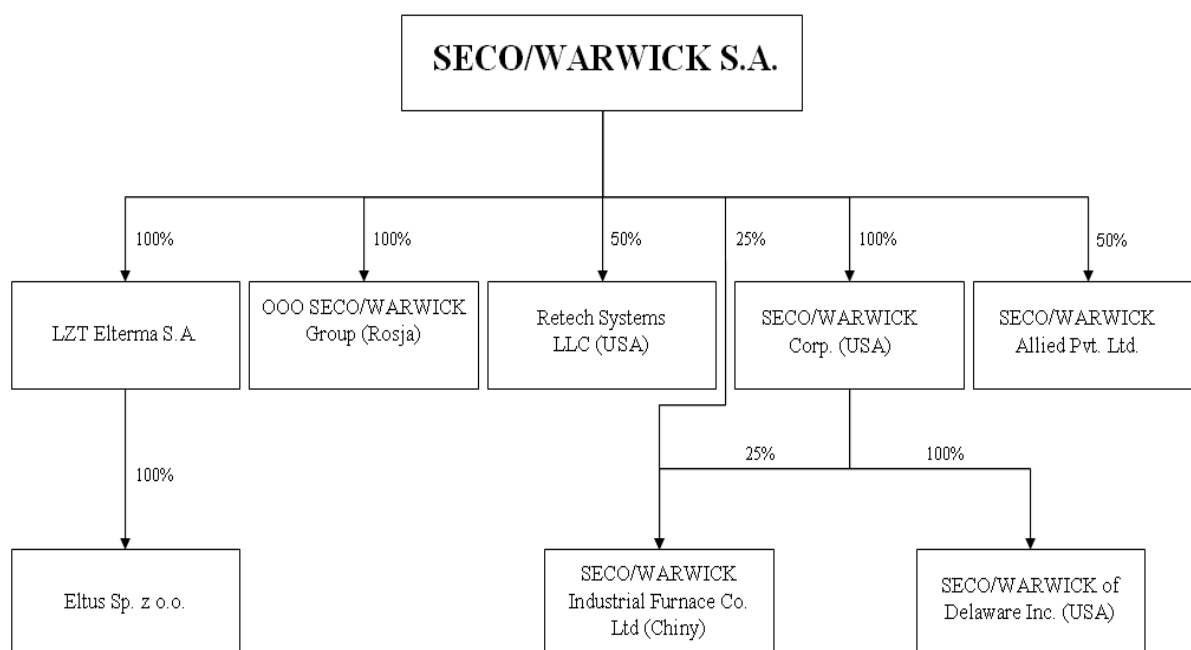 SECO/WARWICK S.A.
100%
100%
50%
25%
100%
50%
LZT Elterma S.A.
OOO SECO/WARWICK
Group (Rosja)
Retech Systems
LLC (USA)
SECO/WARWICK
Corp. (USA)
SECO/WARWICK
Allied Pvt. Ltd.
100%
25%
100%
Eltus Sp. z o.o.
SECO/WARWICK
Industrial Furnace Co.
Ltd (Chiny)
SECO/WARWICK of
Delaware Inc. (USA)